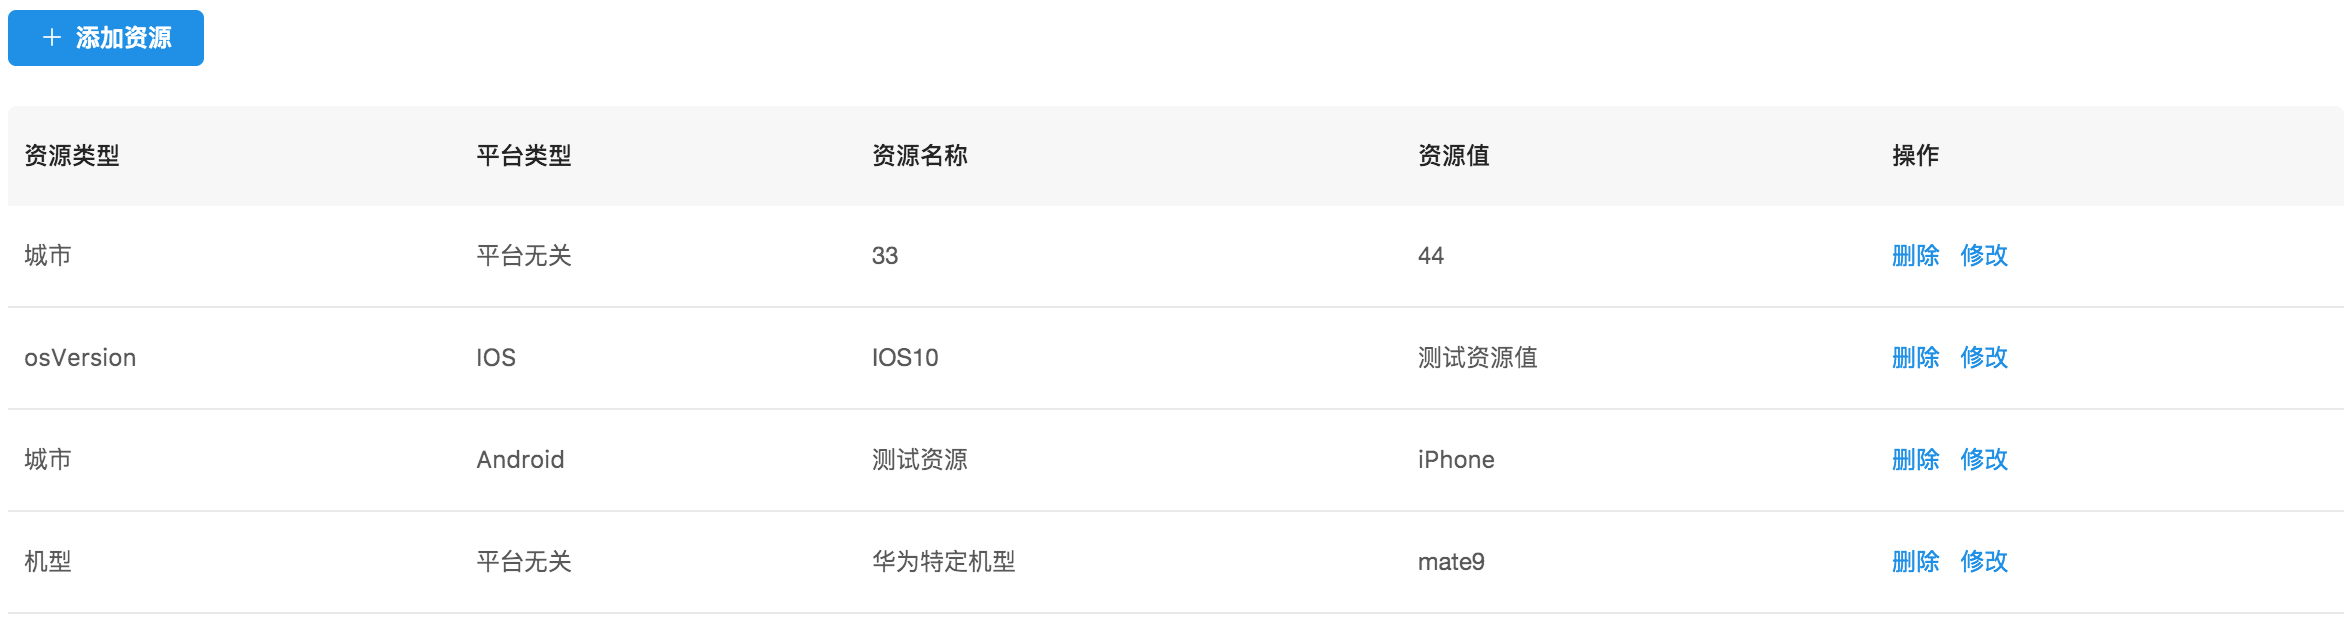 添加资源
资源类型 平台类型 资源名称 资源值 操作
城市 平台无关 33 44 删除 修改
osVersion IOS IOS10 测试资源值 删除 修改
城市 Android 测试资源 iPhone 删除 修改
机型 平台无关 华为特定机型 mate9 删除 修改